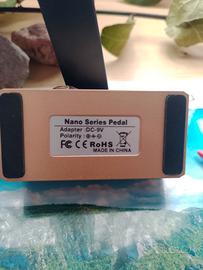 Nano Series Pedal
Adapter :DC-9V
Polarity :
FC CE RoHS
MADE IN CHINA